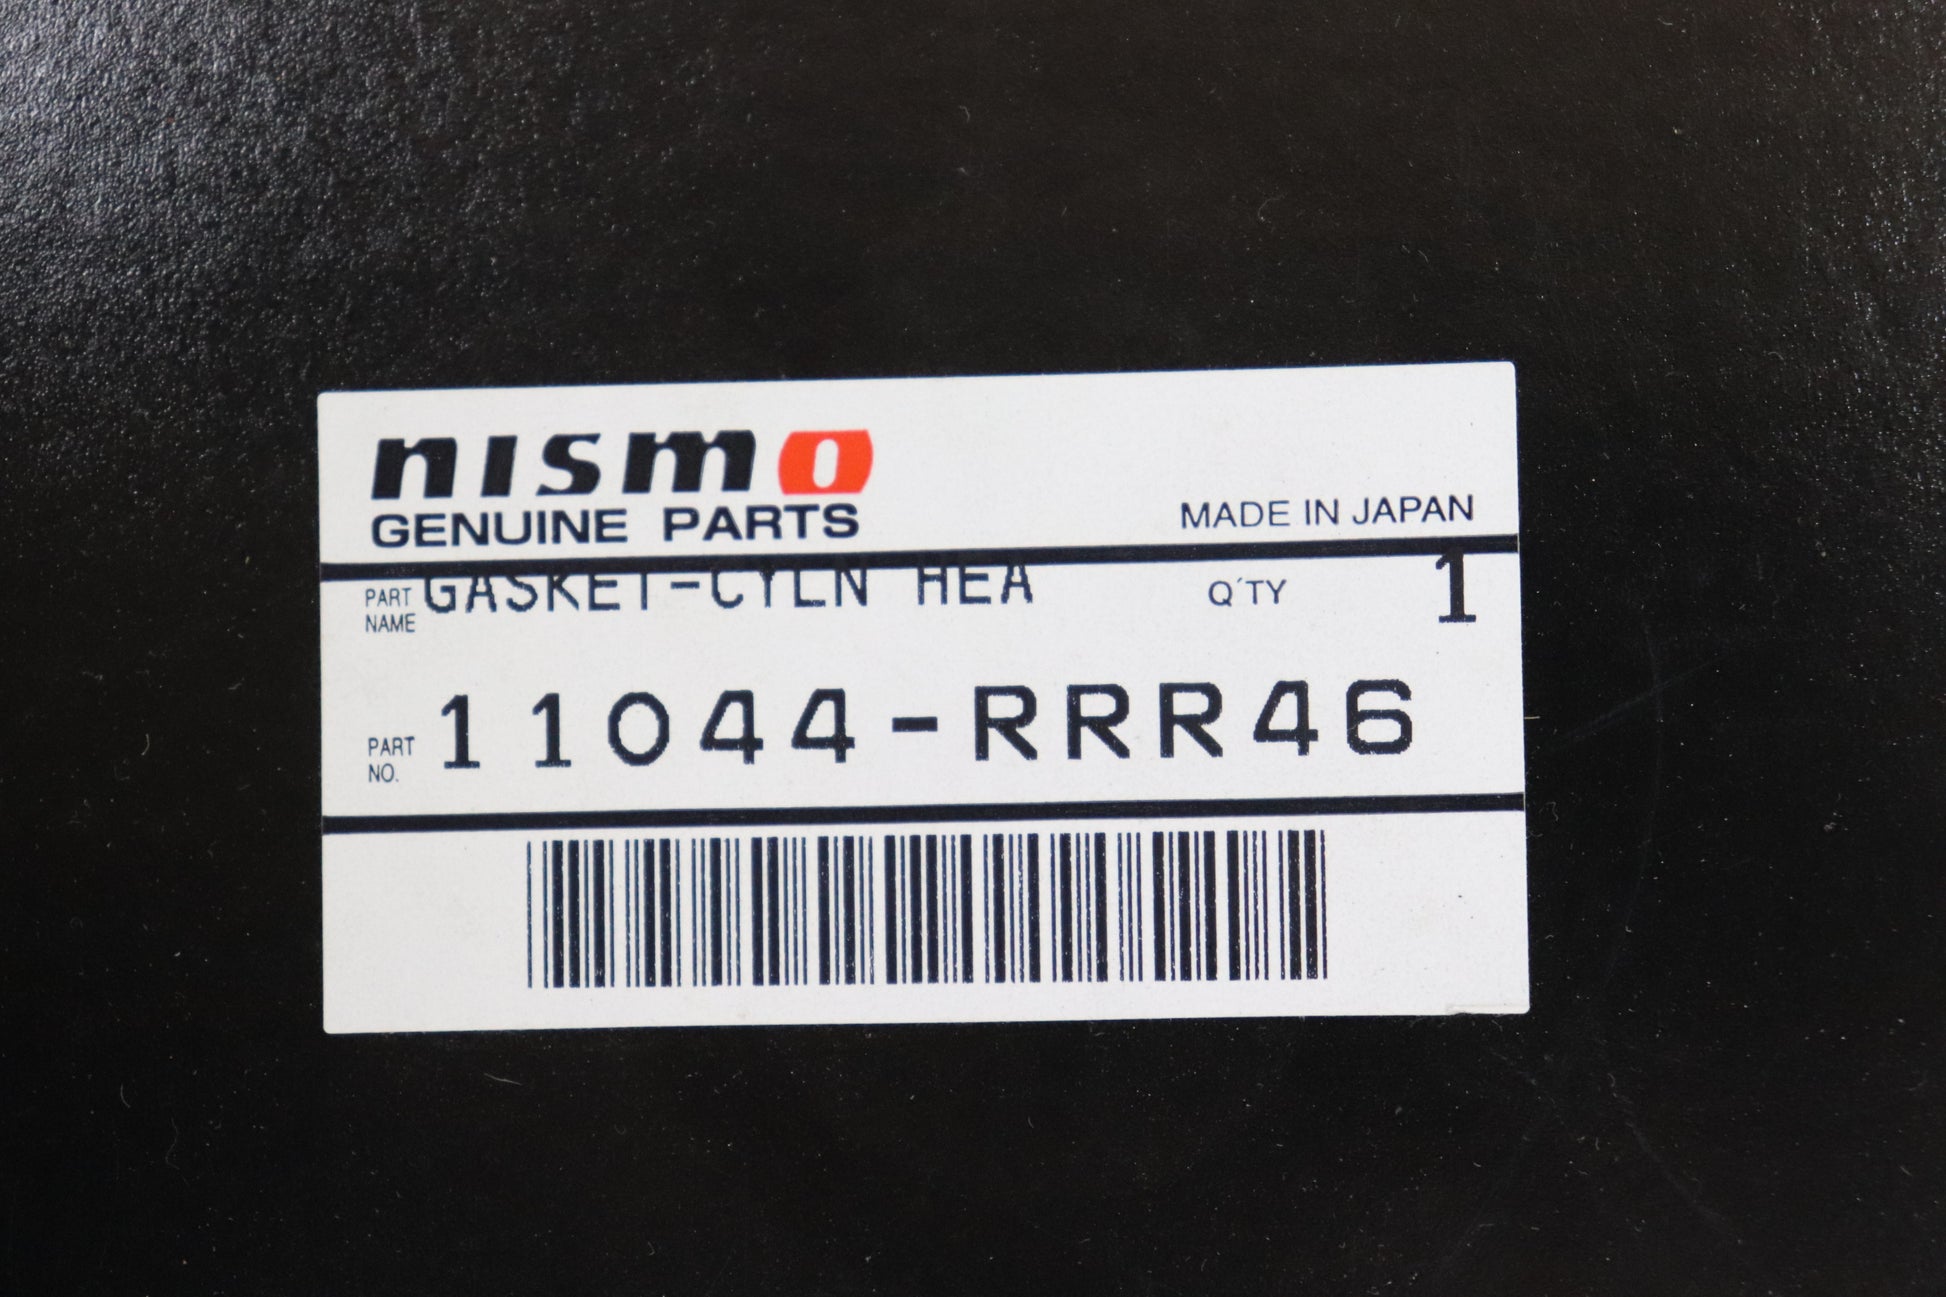 nismo
GENUINE PARTS
MADE IN JAPAN
PART NAME GASKET-CYLN HEA Q'TY 1
PART NO. 11044-RRR46